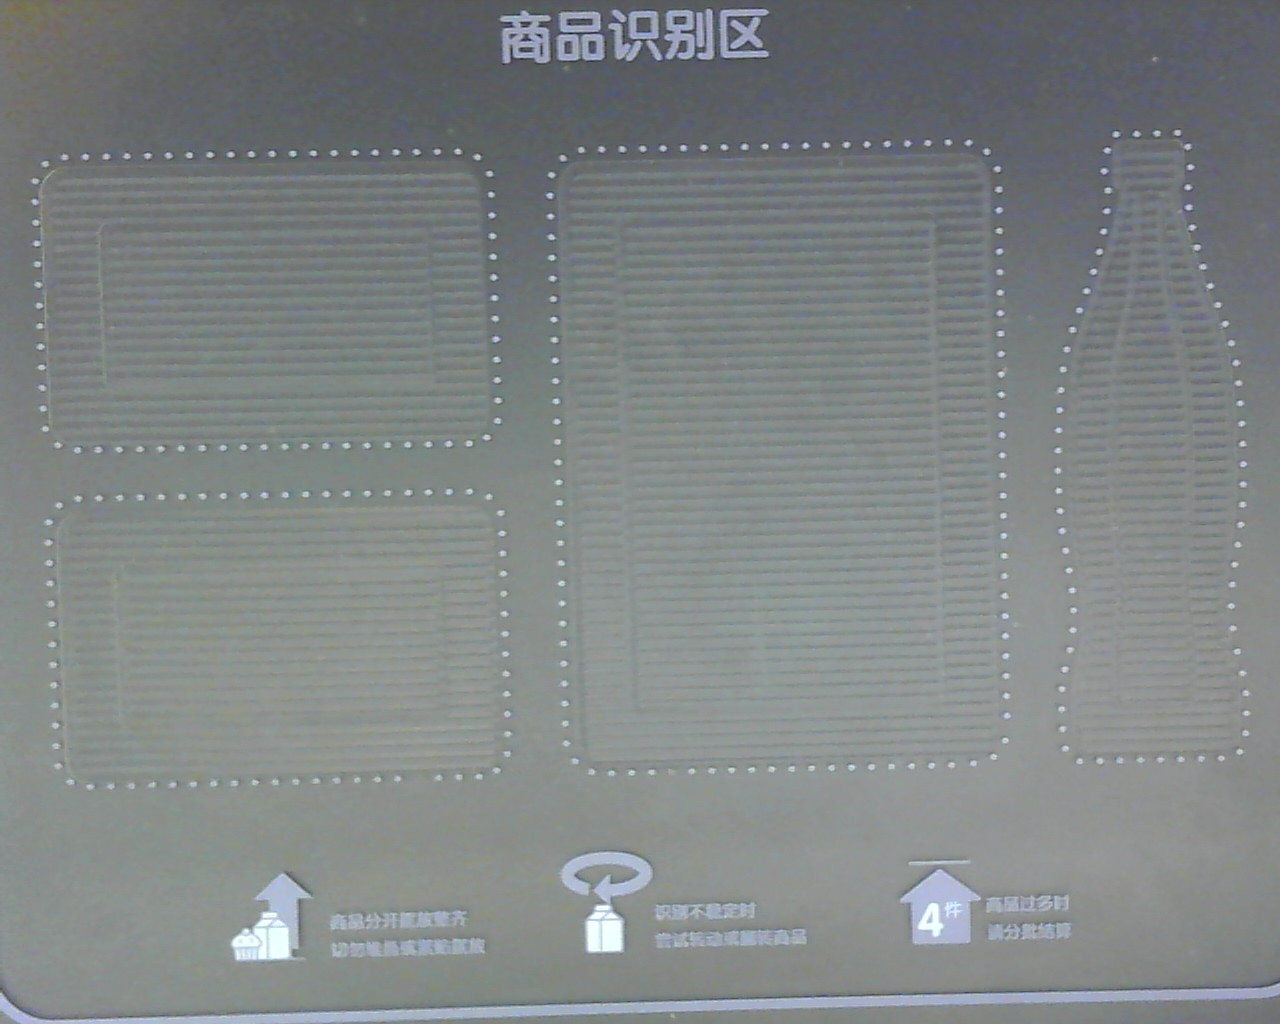 商品识别区
商品分开摆放整齐
切勿堆叠或紧贴摆放
识别不稳定时
尝试转动或翻转商品
4件
商品过多时
请分批结算